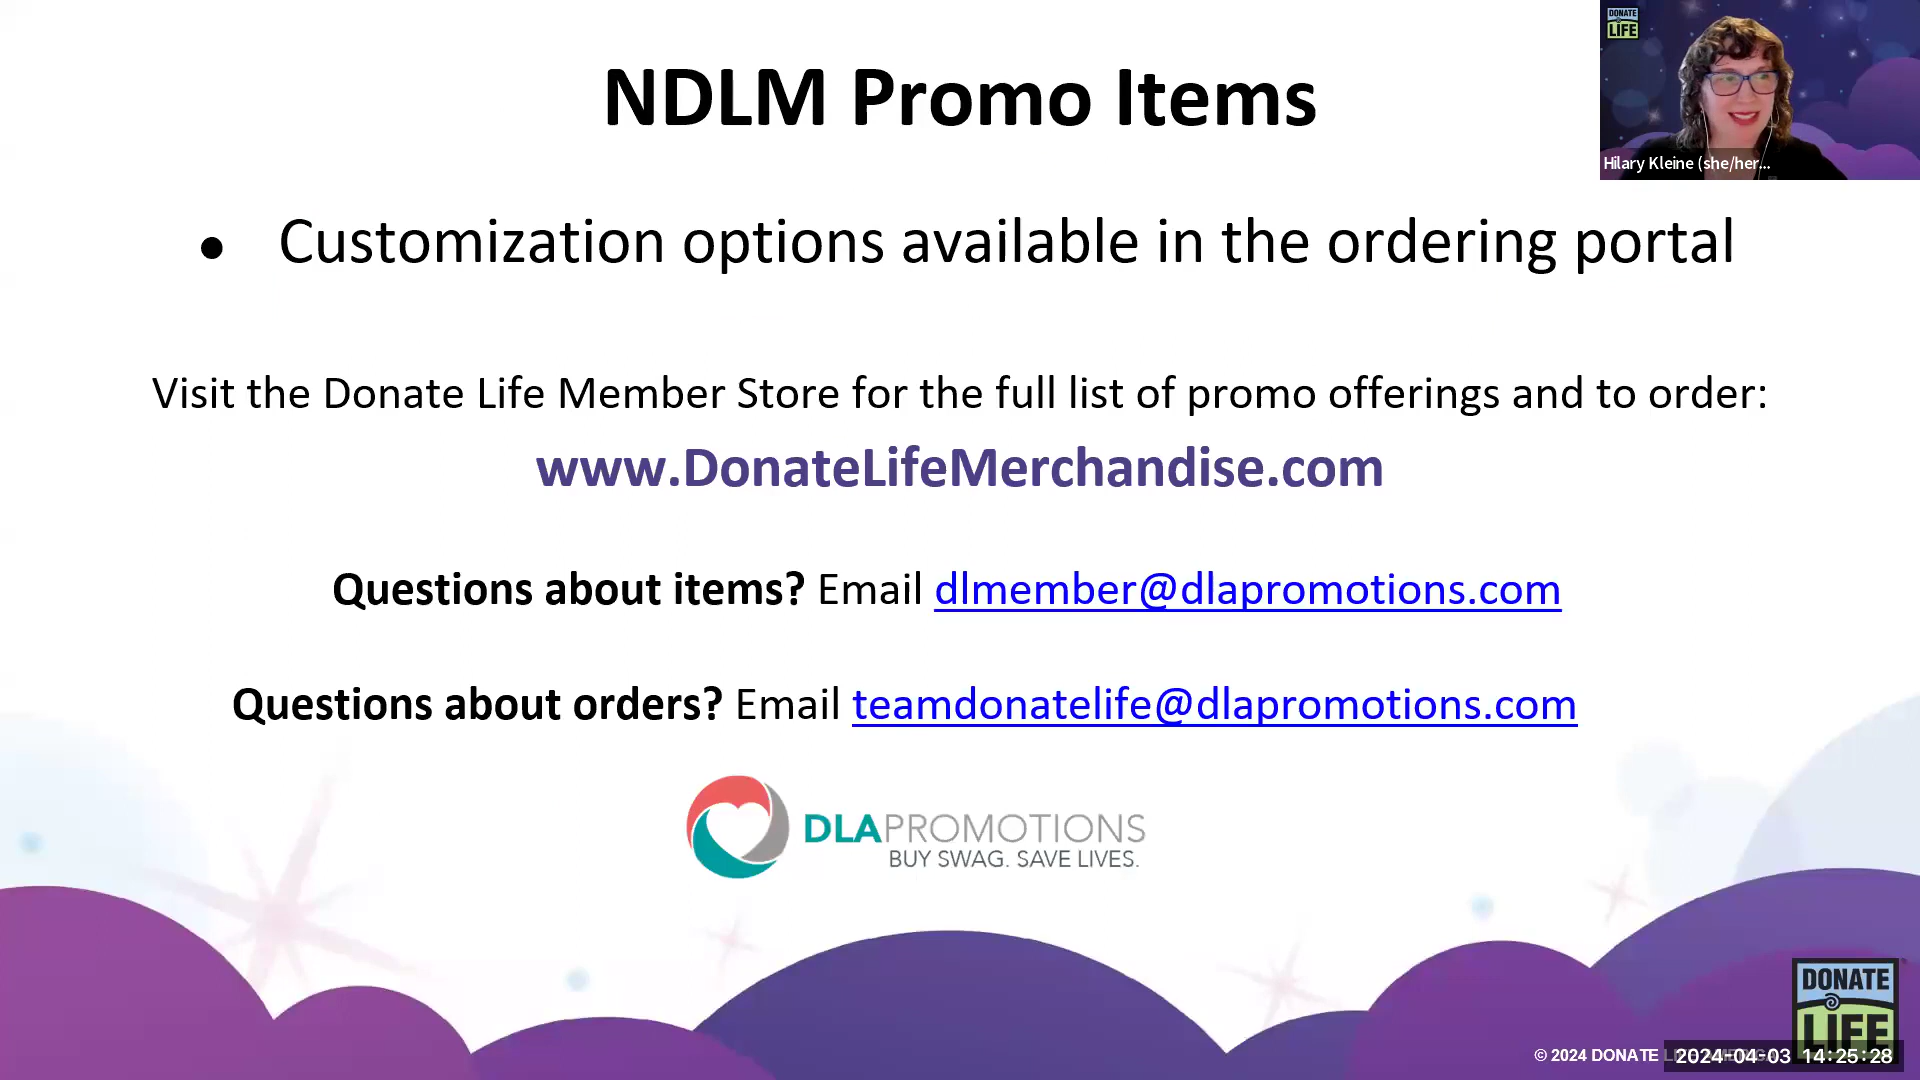 NDLM Promo Items
DONATE
LIFE
Hilary Kleine (she/her...
● Customization options available in the ordering portal
Visit the Donate Life Member Store for the full list of promo offerings and to order:
www.DonateLifeMerchandise.com
Questions about items? Email dlmember@dlapromotions.com
Questions about orders? Email teamdonatelife@dlapromotions.com
DLAPROMOTIONS
BUY SWAG. SAVE LIVES.
DONATE
LIFE
© 2024 DONATE
2024-04-03 14:25:28